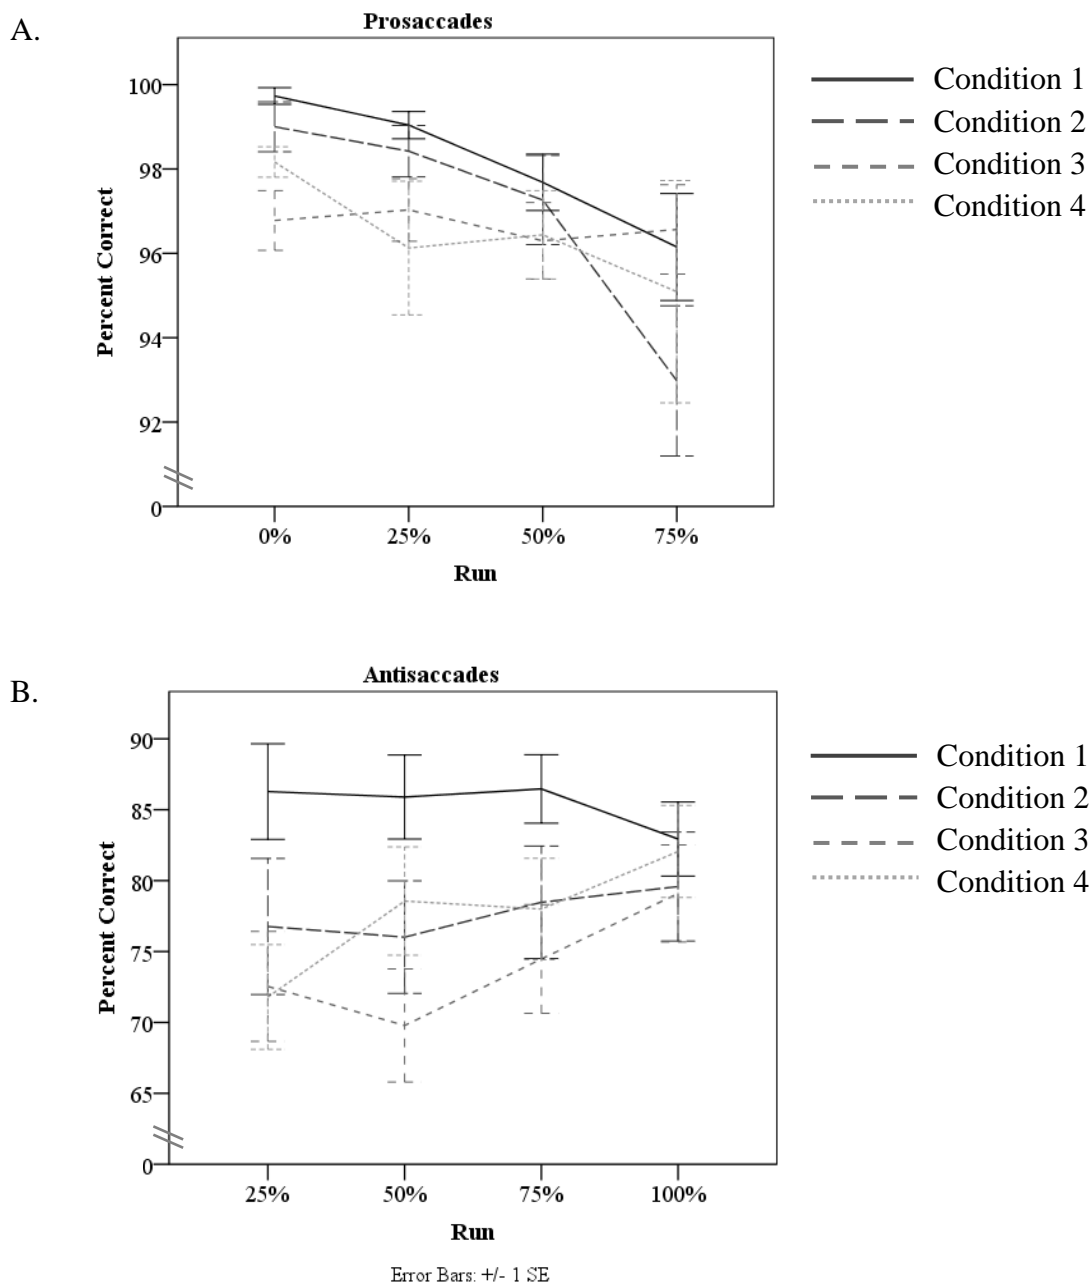 A.
Prosaccades
Percent Correct
100
98
96
94
92
0
0% 25% 50% 75%
Run
Condition 1
Condition 2
Condition 3
Condition 4
B.
Antisaccades
Percent Correct
90
85
80
75
70
65
0
25% 50% 75% 100%
Run
Error Bars: +/- 1 SE
Condition 1
Condition 2
Condition 3
Condition 4